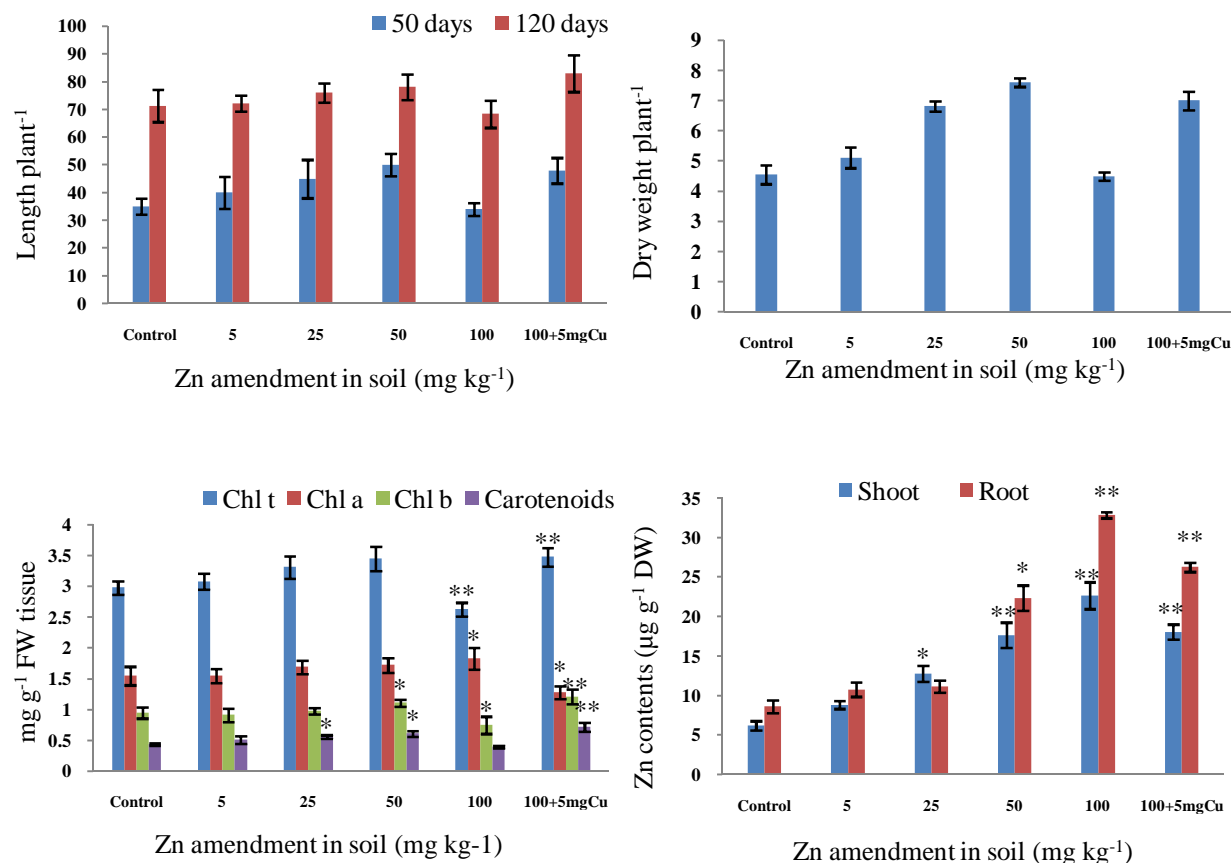 50 days 120 days
100
90
80
70
60
50
40
30
20
10
0
Length plant-1
Control 5 25 50 100 100+5mgCu
Zn amendment in soil (mg kg-1)
9
8
7
6
5
4
3
2
1
0
Dry weight plant-1
Control 5 25 50 100 100+5mgCu
Zn amendment in soil (mg kg-1)
Chl t Chl a Chl b Carotenoids
4
3.5
3
2.5
2
1.5
1
0.5
0
mg g-1 FW tissue
* * ** * * ** * ** **
Control 5 25 50 100 100+5mgCu
Zn amendment in soil (mg kg-1)
Shoot Root
35
30
25
20
15
10
5
0
Zn contents (µg g-1 DW)
* ** * ** ** ** **
Control 5 25 50 100 100+5mgCu
Zn amendment in soil (mg kg-1)